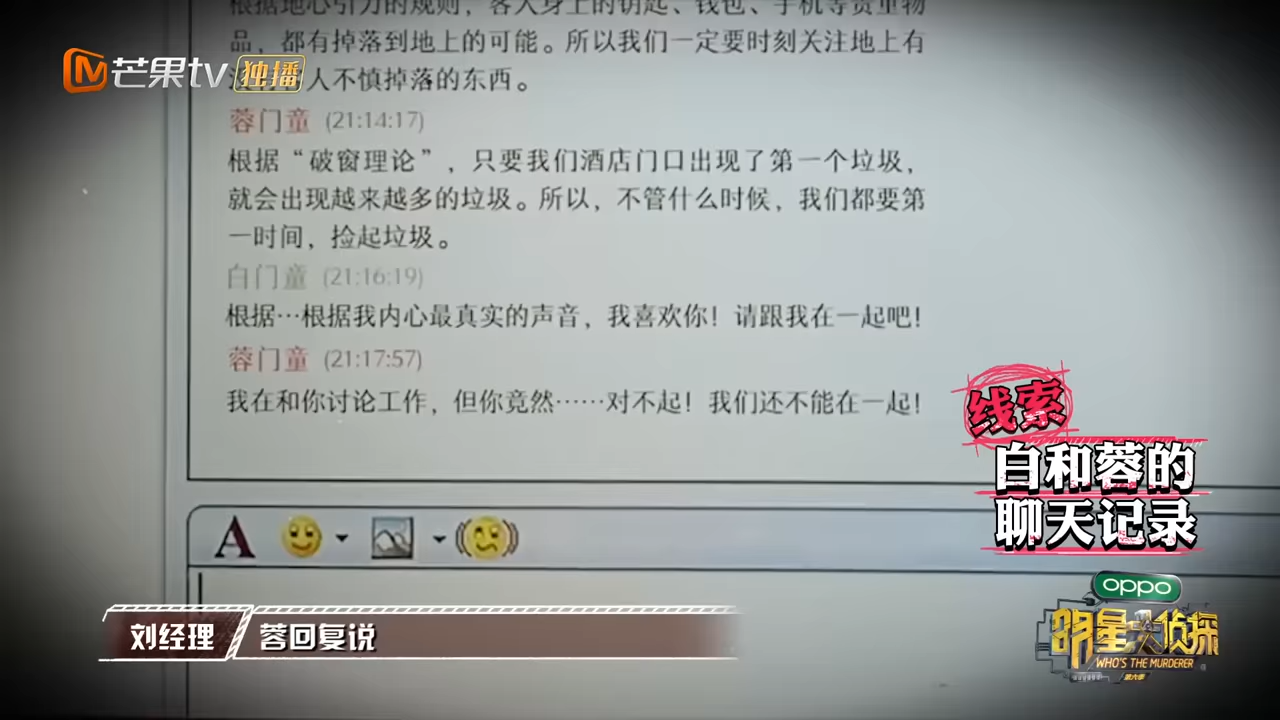 根据地心引力的规则，客人身上的钥匙、钱包、手机等贵重物
品，都有掉落到地上的可能。所以我们一定要时刻关注地上有
人不慎掉落的东西。
芒果tv 独播
蓉门童 (21:14:17)
根据“破窗理论”，只要我们酒店门口出现了第一个垃圾，
就会出现越来越多的垃圾。所以，不管什么时候，我们都要第
一时间，捡起垃圾。
白门童 (21:16:19)
根据…根据我内心最真实的声音，我喜欢你！请跟我在一起吧！
蓉门童 (21:17:57)
我在和你讨论工作，但你竟然……对不起！我们还不能在一起！
线索
白和蓉的
聊天记录
A
oppo
明星大侦探
WHO'S THE MURDERER
第六季
刘经理 蓉回复说